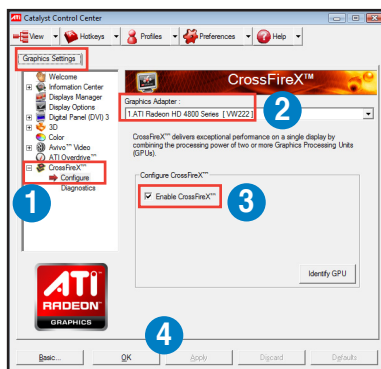 ATI Catalyst Control Center
View Hotkeys Profiles Preferences Help
Graphics Settings
Welcome
Information Center
Displays Manager
Display Options
Digital Panel (DVI) 3
3D
Color
Avivo™ Video
ATI Overdrive™
CrossFireX™
Configure
Diagnostics
1
ATI
RADEON
GRAPHICS
CrossFireX™
Graphics Adapter :
1.ATI Radeon HD 4800 Series [ VW222 ]
2
CrossFireX™ delivers exceptional performance on a single display by
combining the processing power of two or more Graphics Processing Units
(GPUs).
Configure CrossFireX™
Enable CrossFireX™
3
Identify GPU
4
Basic... OK Apply Discard Defaults